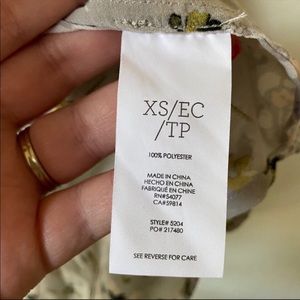 XS/EC
/TP
100% POLYESTER
MADE IN CHINA
HECHO EN CHINA
FABRIQUÉ EN CHINE
RN#54077
CA#59814
STYLE# 5204
PO# 217480
SEE REVERSE FOR CARE